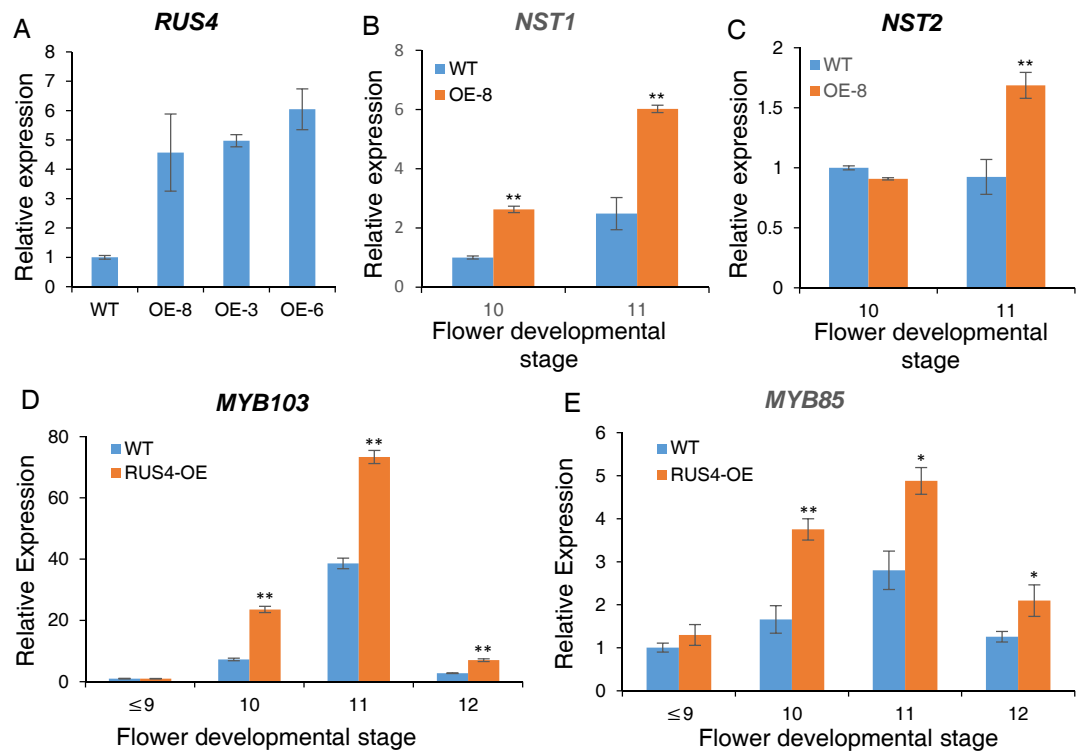 A
RUS4
Relative expression
8
7
6
5
4
3
2
1
0
WT OE-8 OE-3 OE-6
B
NST1
Relative expression
8
6
4
2
0
WT
OE-8
**
**
10 11
Flower developmental
stage
C
NST2
Relative expression
2
1.5
1
0.5
0
WT
OE-8
**
10 11
Flower developmental
stage
D
MYB103
Relative Expression
80
60
40
20
0
WT
RUS4-OE
**
**
**
≤9 10 11 12
Flower developmental stage
E
MYB85
Relative Expression
6
5
4
3
2
1
0
WT
RUS4-OE
**
*
*
≤9 10 11 12
Flower developmental stage